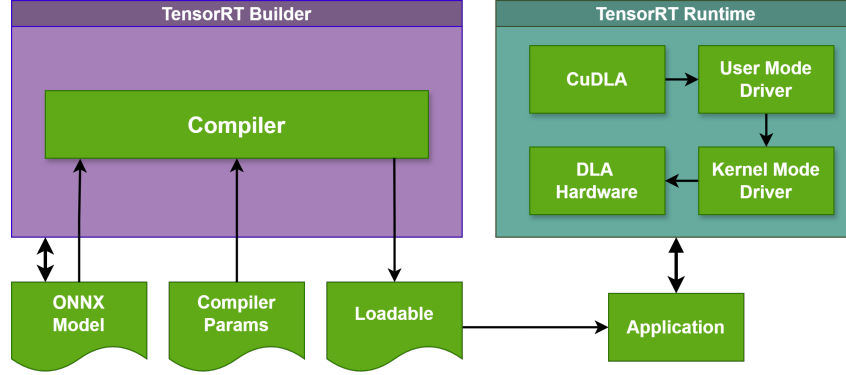 TensorRT Builder
Compiler
ONNX
Model
Compiler
Params
Loadable
TensorRT Runtime
CuDLA
User Mode
Driver
DLA
Hardware
Kernel Mode
Driver
Application